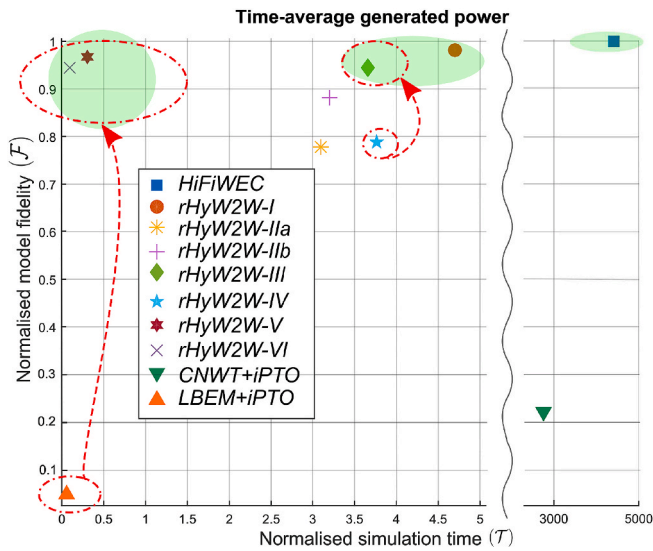 Time-average generated power
Normalised model fidelity (ℱ)
1
0.9
0.8
0.7
0.6
0.5
0.4
0.3
0.2
0.1
HiFiWEC
rHyW2W-I
rHyW2W-IIa
rHyW2W-IIb
rHyW2W-III
rHyW2W-IV
rHyW2W-V
rHyW2W-VI
CNWT+iPTO
LBEM+iPTO
0 0.5 1 1.5 2 2.5 3 3.5 4 4.5 5 3000 4000 5000
Normalised simulation time (𝒯)